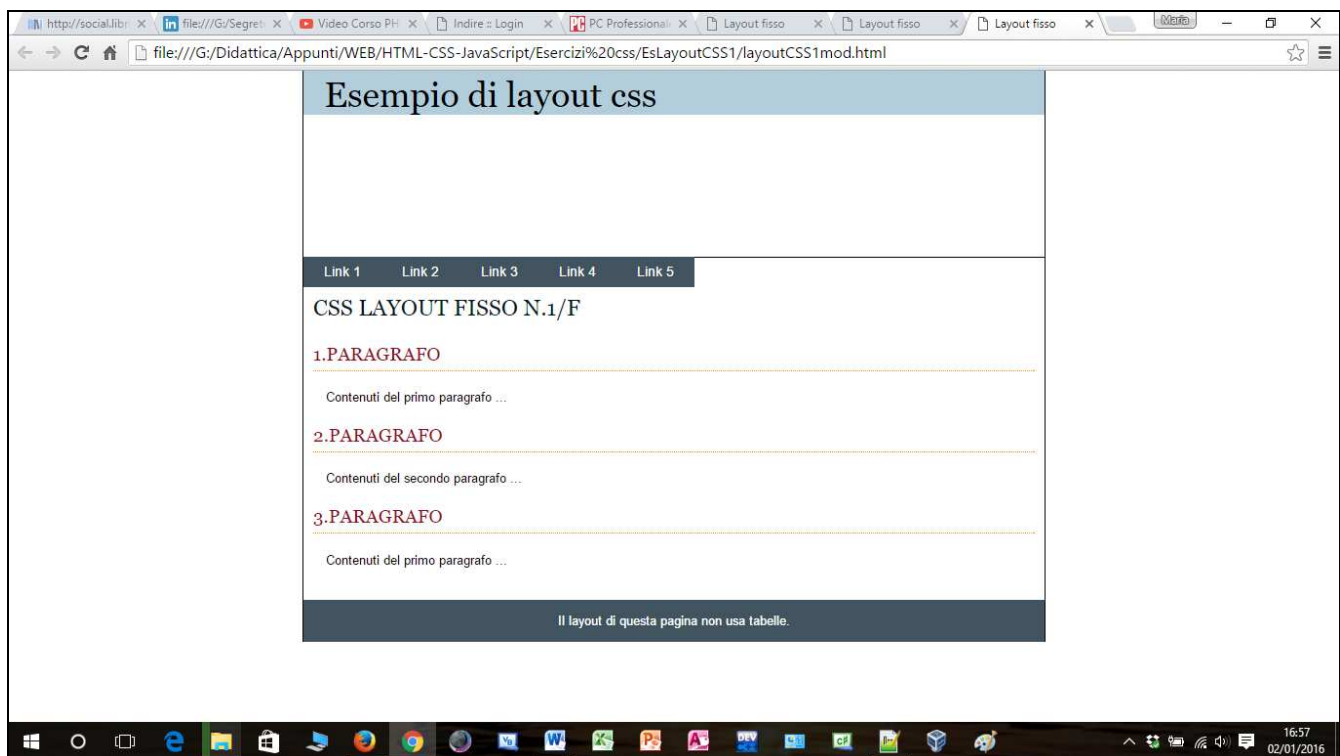 http://social.libr
file:///G:/Segret
Video Corso PH
Indire :: Login
PC Professional
Layout fisso
Layout fisso
Layout fisso
Maria
file:///G:/Didattica/Appunti/WEB/HTML-CSS-JavaScript/Esercizi%20css/EsLayoutCSS1/layoutCSS1mod.html
Esempio di layout css
Link 1 Link 2 Link 3 Link 4 Link 5
CSS LAYOUT FISSO N.1/F
1.PARAGRAFO
Contenuti del primo paragrafo ...
2.PARAGRAFO
Contenuti del secondo paragrafo ...
3.PARAGRAFO
Contenuti del primo paragrafo ...
Il layout di questa pagina non usa tabelle.
16:57
02/01/2016